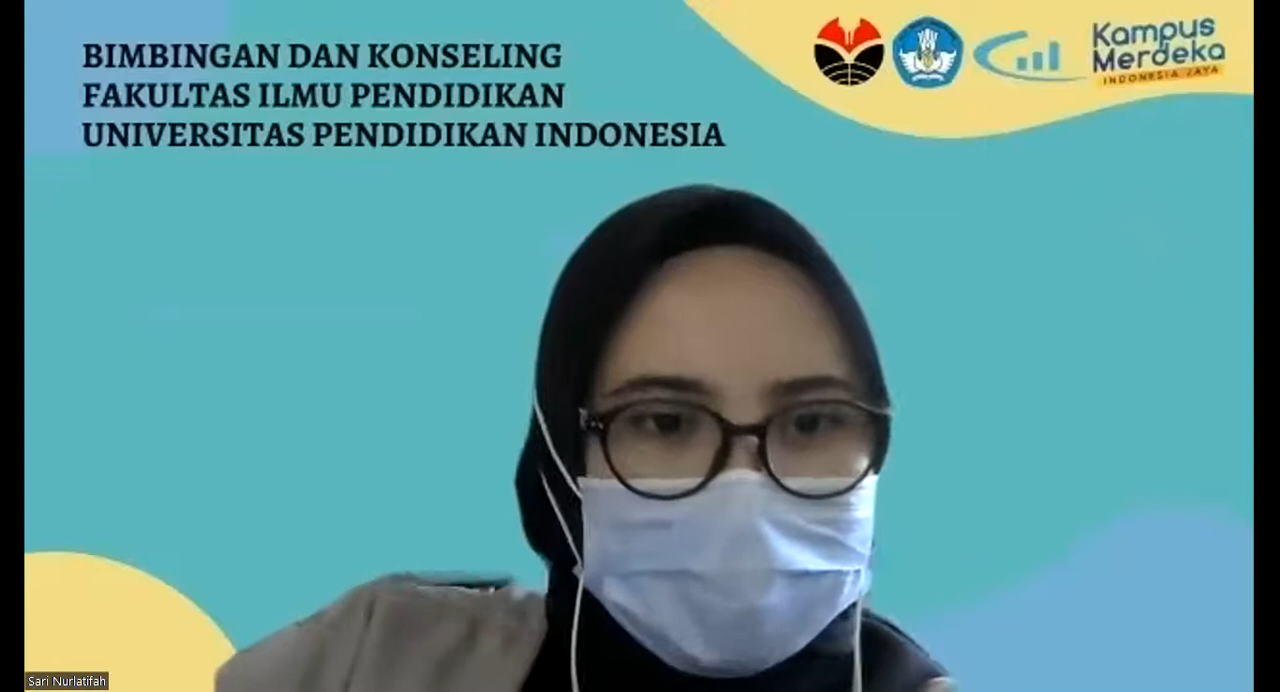 BIMBINGAN DAN KONSELING
FAKULTAS ILMU PENDIDIKAN
UNIVERSITAS PENDIDIKAN INDONESIA
Kampus
Merdeka
INDONESIA JAYA
Sari Nurlatifah